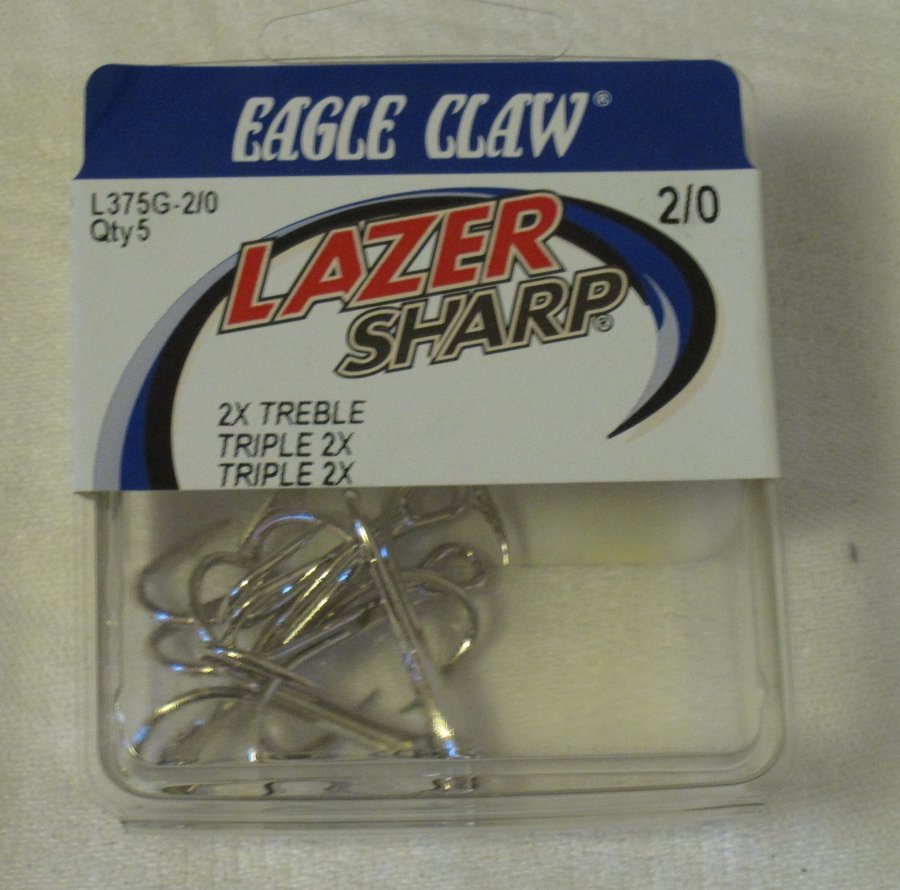 EAGLE CLAW®
L375G-2/0
Qty 5
2/0
LAZER
SHARP®
2X TREBLE
TRIPLE 2X
TRIPLE 2X